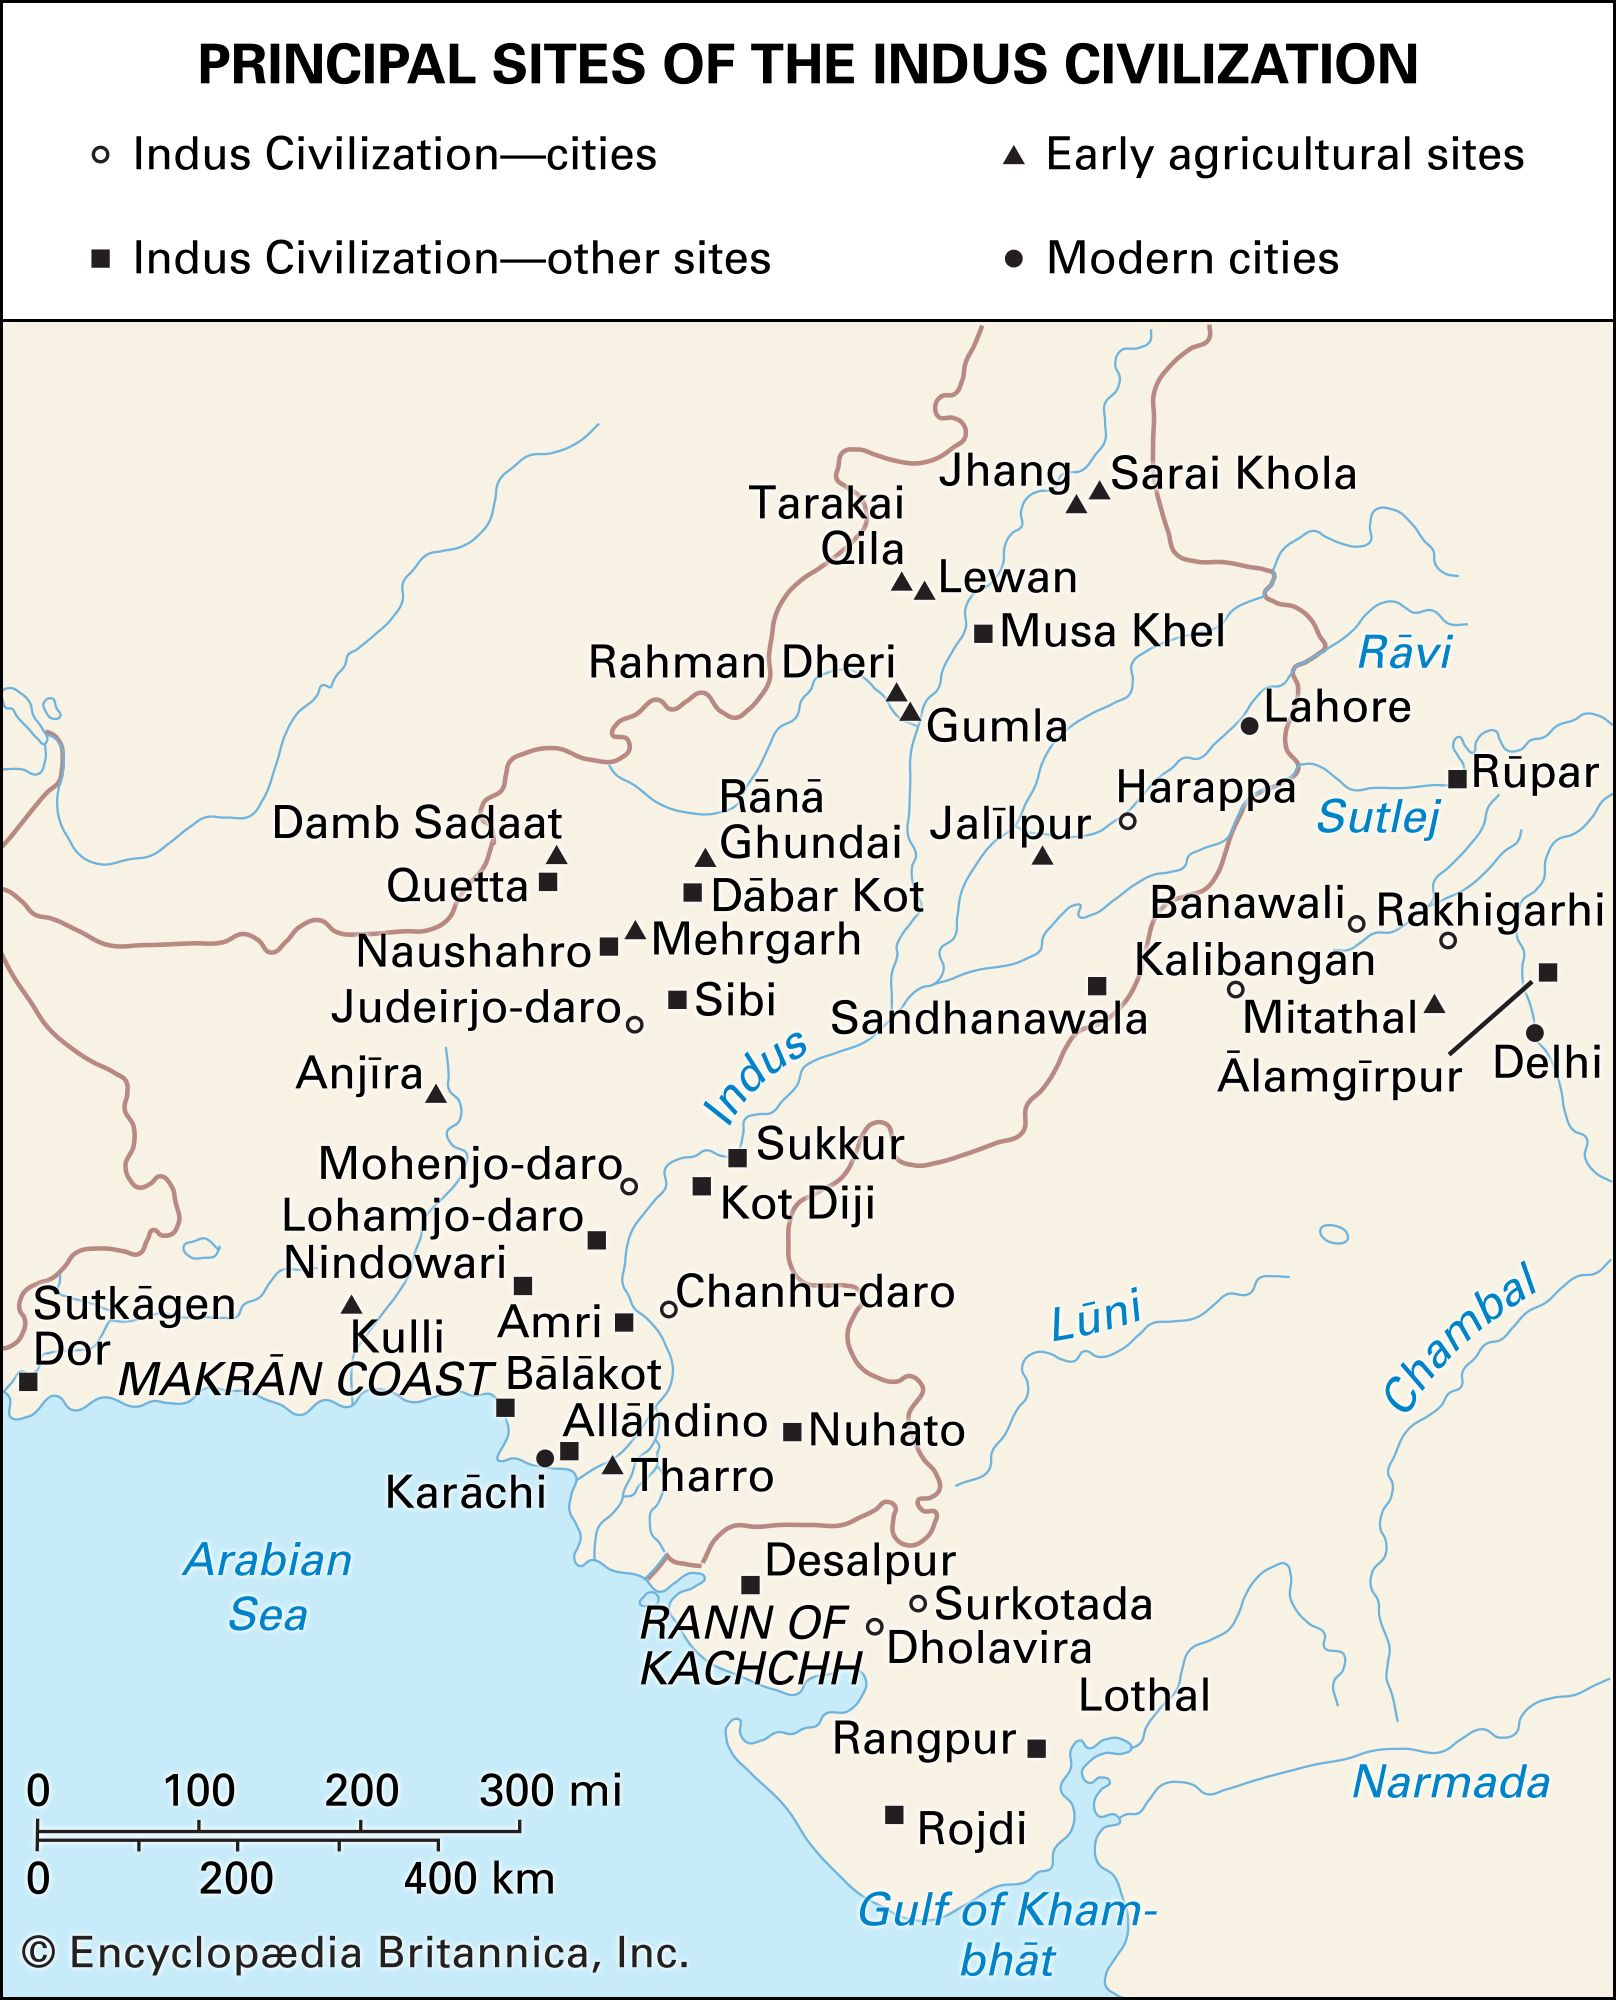 PRINCIPAL SITES OF THE INDUS CIVILIZATION
Indus Civilization—cities
Early agricultural sites
Indus Civilization—other sites
Modern cities
Jhang
Sarai Khola
Tarakai
Qila
Lewan
Musa Khel
Rahman Dheri
Rāvi
Gumla
Lahore
Harappa
Rūpar
Rānā
Ghundai
Damb Sadaat
Jalīlpur
Sutlej
Quetta
Dābar Kot
Banawali
Rakhigarhi
Naushahro
Mehrgarh
Kalibangan
Judeirjo-daro
Sibi
Sandhanawala
Mitathal
Ālamgīrpur
Delhi
Anjīra
Indus
Mohenjo-daro
Sukkur
Kot Diji
Lohamjo-daro
Nindowari
Chanhu-daro
Sutkāgen
Dor
Kulli
Amri
Lūni
Chambal
MAKRĀN COAST
Bālākot
Allāhdino
Nuhato
Karāchi
Tharro
Arabian
Sea
Desalpur
RANN OF
KACHCHH
Surkotada
Dholavira
Lothal
Rangpur
Narmada
Rojdi
0 100 200 300 mi
0 200 400 km
Gulf of Kham-
bhāt
© Encyclopædia Britannica, Inc.